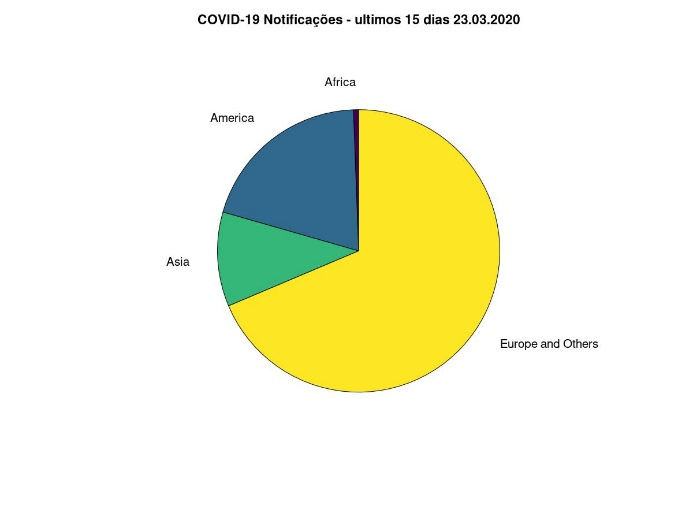 COVID-19 Notificações - ultimos 15 dias 23.03.2020
Africa
America
Asia
Europe and Others